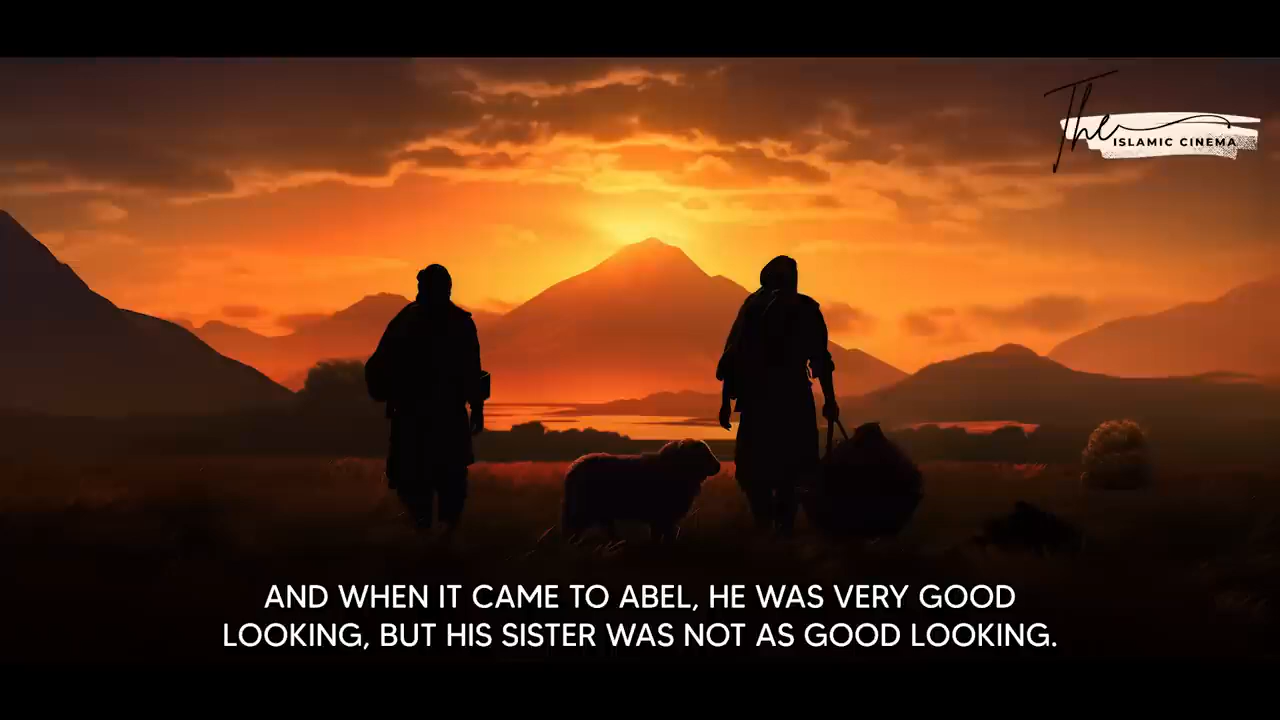 The
ISLAMIC CINEMA
AND WHEN IT CAME TO ABEL, HE WAS VERY GOOD
LOOKING, BUT HIS SISTER WAS NOT AS GOOD LOOKING.